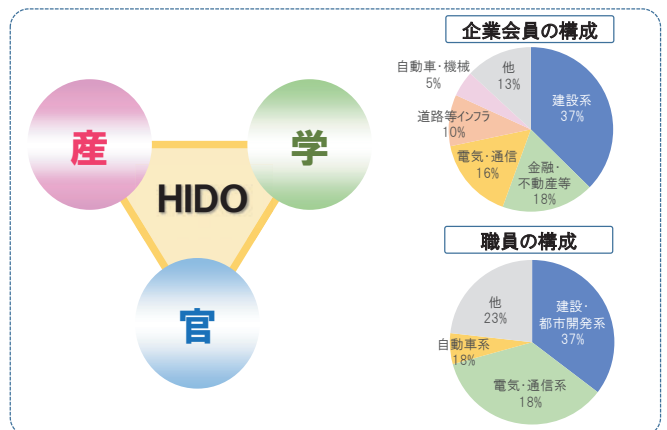 産
学
HIDO
官
企業会員の構成
建設系
37%
金融・
不動産等
18%
電気・通信
16%
道路等インフラ
10%
自動車・機械
5%
他
13%
職員の構成
建設・
都市開発系
37%
電気・通信系
18%
自動車系
18%
他
23%